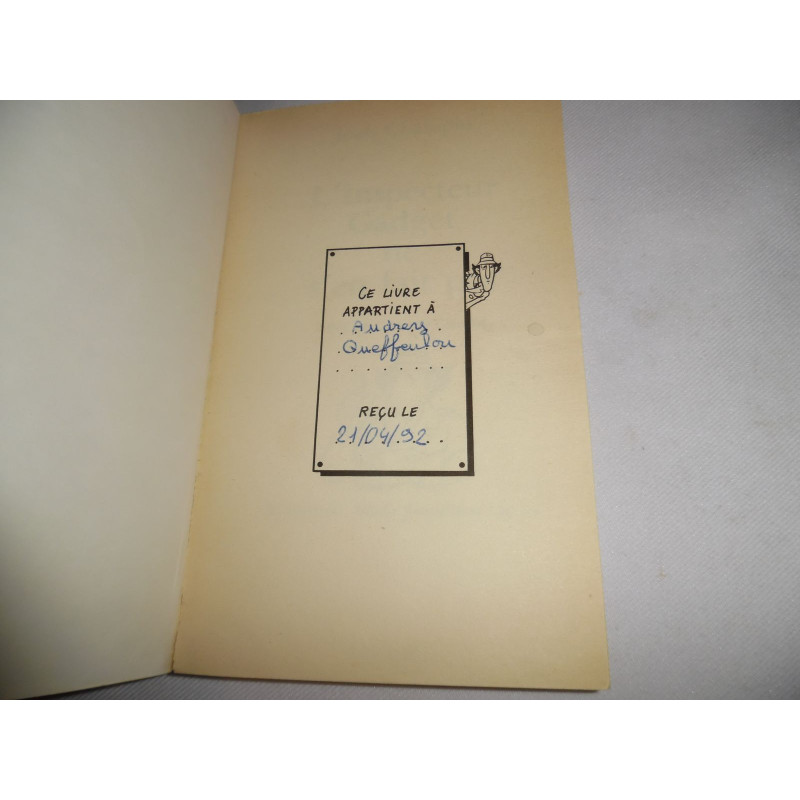 CE LIVRE
APPARTIENT À
Audrey
Queffeulou
REÇU LE
21/04/92